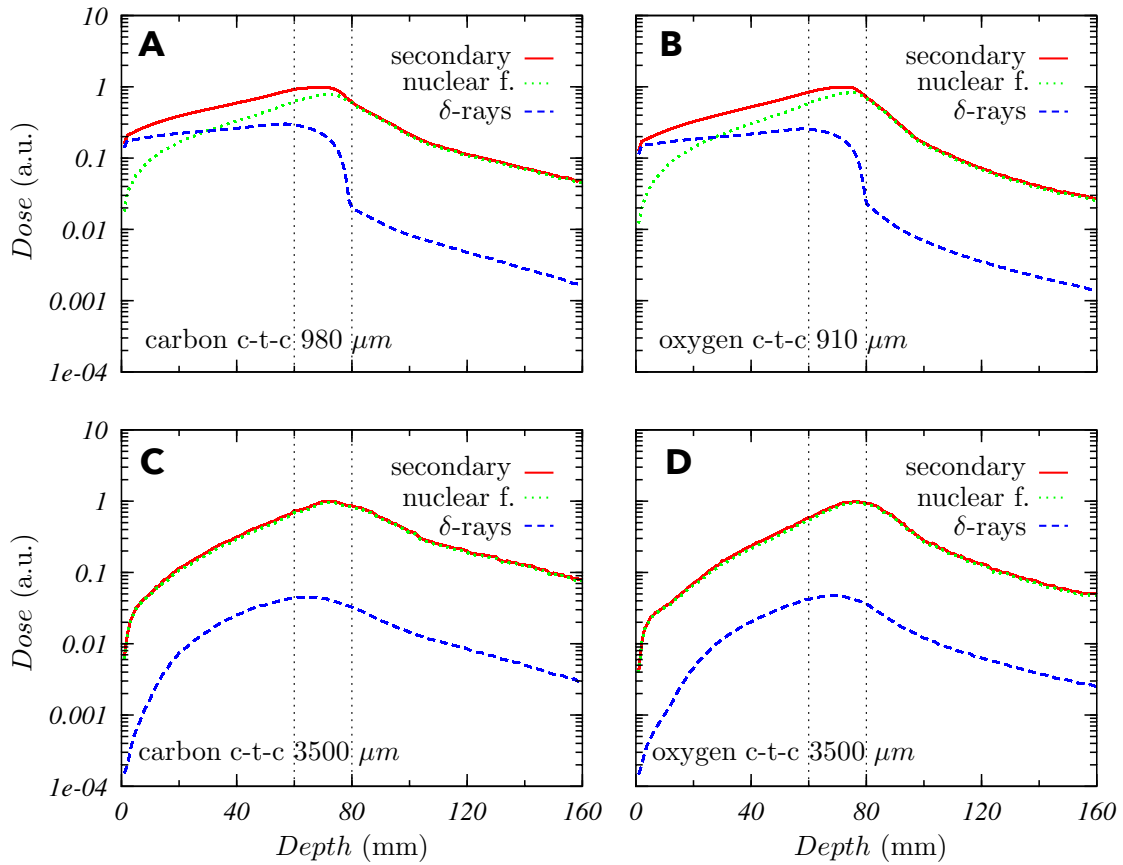 A
B
secondary
nuclear f.
δ-rays
secondary
nuclear f.
δ-rays
Dose (a.u.)
10
1
0.1
0.01
0.001
1e-04
carbon c-t-c 980 μm
oxygen c-t-c 910 μm
C
D
secondary
nuclear f.
δ-rays
secondary
nuclear f.
δ-rays
Dose (a.u.)
10
1
0.1
0.01
0.001
1e-04
carbon c-t-c 3500 μm
oxygen c-t-c 3500 μm
0 40 80 120 160
0 40 80 120 160
Depth (mm)
Depth (mm)